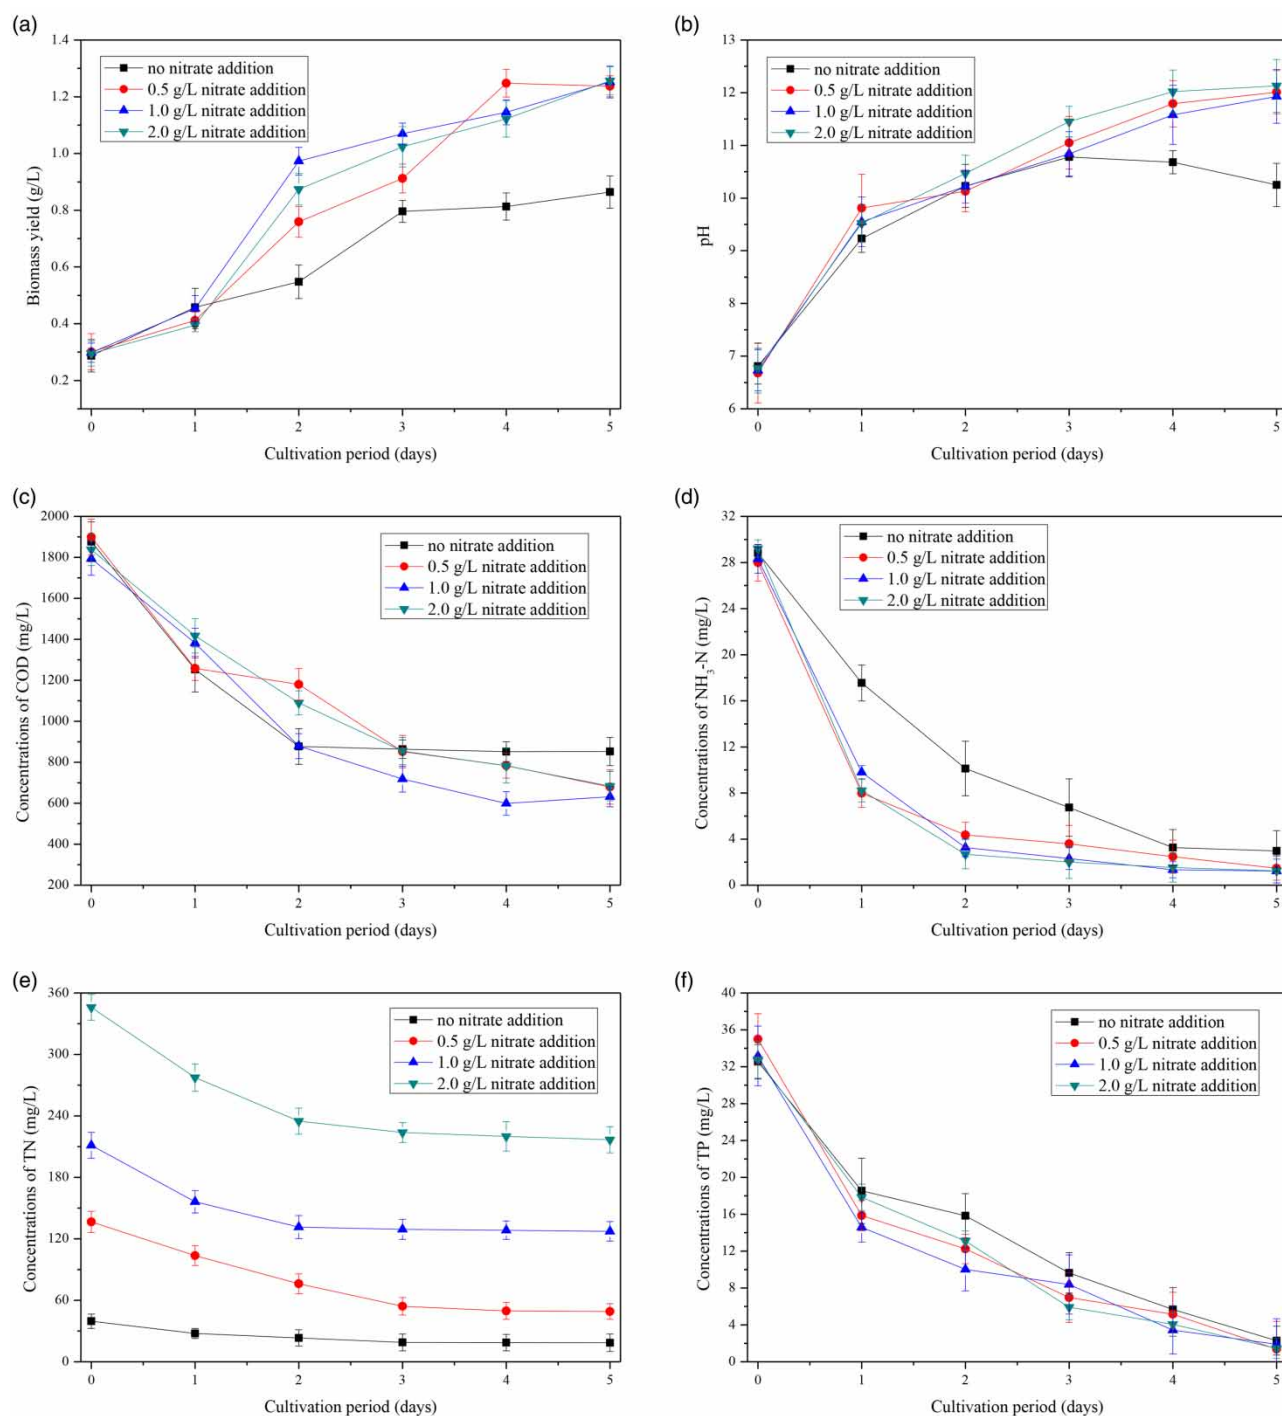 (a)
1.4
1.2
1.0
0.8
0.6
0.4
0.2
Biomass yield (g/L)
no nitrate addition
0.5 g/L nitrate addition
1.0 g/L nitrate addition
2.0 g/L nitrate addition
0 1 2 3 4 5
Cultivation period (days)
(b)
13
12
11
10
9
8
7
6
pH
no nitrate addition
0.5 g/L nitrate addition
1.0 g/L nitrate addition
2.0 g/L nitrate addition
0 1 2 3 4 5
Cultivation period (days)
(c)
2000
1800
1600
1400
1200
1000
800
600
400
200
Concentrations of COD (mg/L)
no nitrate addition
0.5 g/L nitrate addition
1.0 g/L nitrate addition
2.0 g/L nitrate addition
0 1 2 3 4 5
Cultivation period (days)
(d)
32
28
24
20
16
12
8
4
0
Concentrations of NH3-N (mg/L)
no nitrate addition
0.5 g/L nitrate addition
1.0 g/L nitrate addition
2.0 g/L nitrate addition
0 1 2 3 4 5
Cultivation period (days)
(e)
360
300
240
180
120
60
0
Concentrations of TN (mg/L)
no nitrate addition
0.5 g/L nitrate addition
1.0 g/L nitrate addition
2.0 g/L nitrate addition
0 1 2 3 4 5
Cultivation period (days)
(f)
40
36
32
28
24
20
16
12
8
4
0
Concentrations of TP (mg/L)
no nitrate addition
0.5 g/L nitrate addition
1.0 g/L nitrate addition
2.0 g/L nitrate addition
0 1 2 3 4 5
Cultivation period (days)